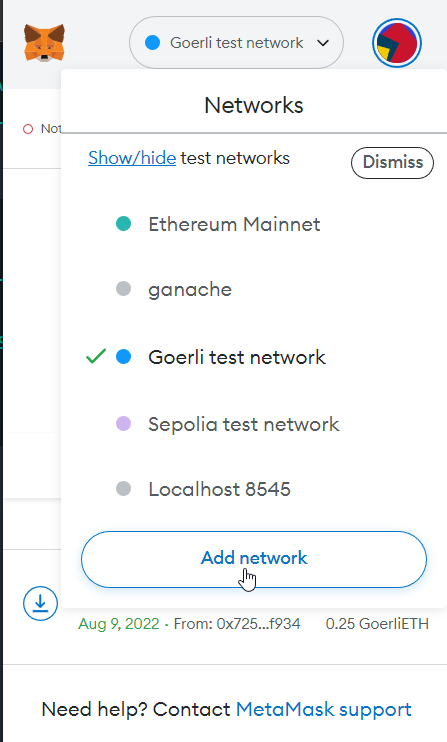 Goerli test network
Networks
Not
Show/hide test networks
Dismiss
Ethereum Mainnet
ganache
Goerli test network
Sepolia test network
Localhost 8545
Add network
Aug 9, 2022 · From: 0x725...f934 0.25 GoerliETH
Need help? Contact MetaMask support